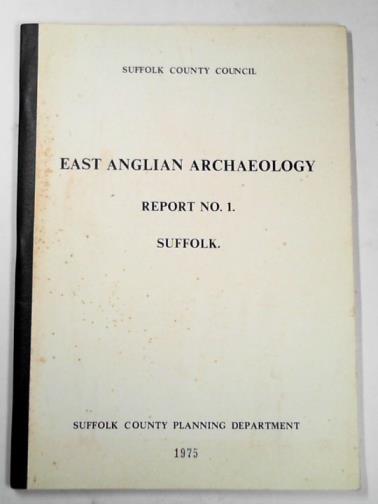 SUFFOLK COUNTY COUNCIL
EAST ANGLIAN ARCHAEOLOGY
REPORT NO. 1.
SUFFOLK.
SUFFOLK COUNTY PLANNING DEPARTMENT
1975